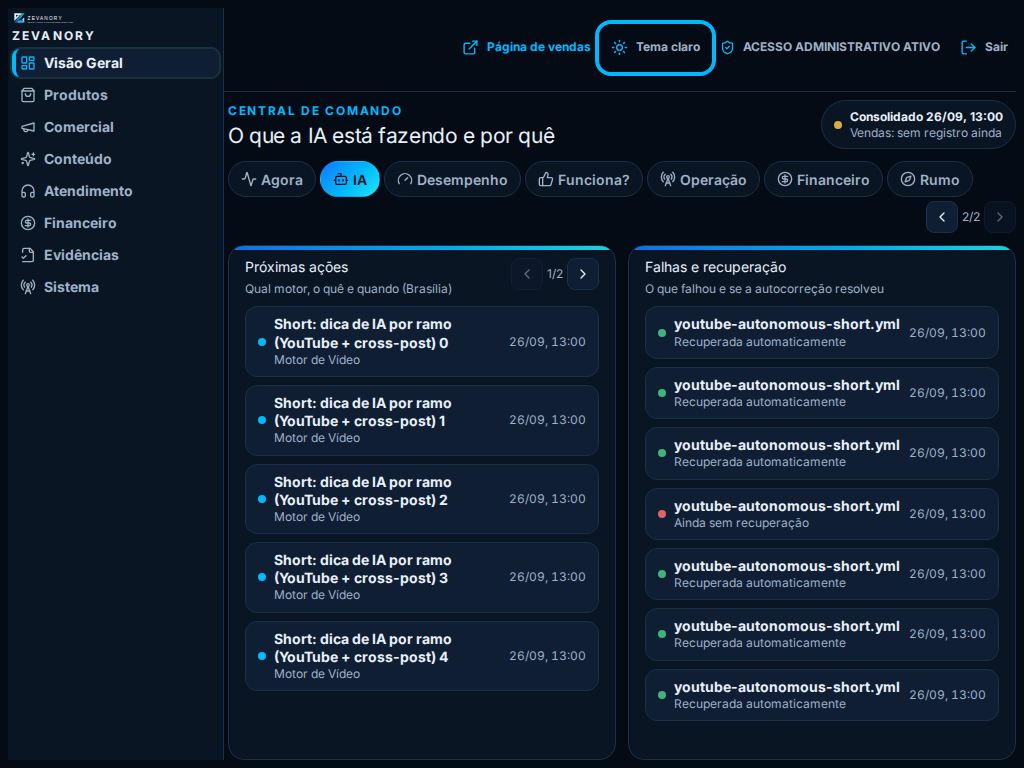 ZEVANORY
ZEVANORY
Visão Geral
Produtos
Comercial
Conteúdo
Atendimento
Financeiro
Evidências
Sistema
Página de vendas
Tema claro
ACESSO ADMINISTRATIVO ATIVO
Sair
CENTRAL DE COMANDO
O que a IA está fazendo e por quê
Consolidado 26/09, 13:00
Vendas: sem registro ainda
Agora
IA
Desempenho
Funciona?
Operação
Financeiro
Rumo
2/2
Próximas ações
Qual motor, o quê e quando (Brasília)
1/2
Short: dica de IA por ramo
(YouTube + cross-post) 0
Motor de Vídeo
26/09, 13:00
Short: dica de IA por ramo
(YouTube + cross-post) 1
Motor de Vídeo
26/09, 13:00
Short: dica de IA por ramo
(YouTube + cross-post) 2
Motor de Vídeo
26/09, 13:00
Short: dica de IA por ramo
(YouTube + cross-post) 3
Motor de Vídeo
26/09, 13:00
Short: dica de IA por ramo
(YouTube + cross-post) 4
Motor de Vídeo
26/09, 13:00
Falhas e recuperação
O que falhou e se a autocorreção resolveu
youtube-autonomous-short.yml
Recuperada automaticamente
26/09, 13:00
youtube-autonomous-short.yml
Recuperada automaticamente
26/09, 13:00
youtube-autonomous-short.yml
Recuperada automaticamente
26/09, 13:00
youtube-autonomous-short.yml
Ainda sem recuperação
26/09, 13:00
youtube-autonomous-short.yml
Recuperada automaticamente
26/09, 13:00
youtube-autonomous-short.yml
Recuperada automaticamente
26/09, 13:00
youtube-autonomous-short.yml
Recuperada automaticamente
26/09, 13:00